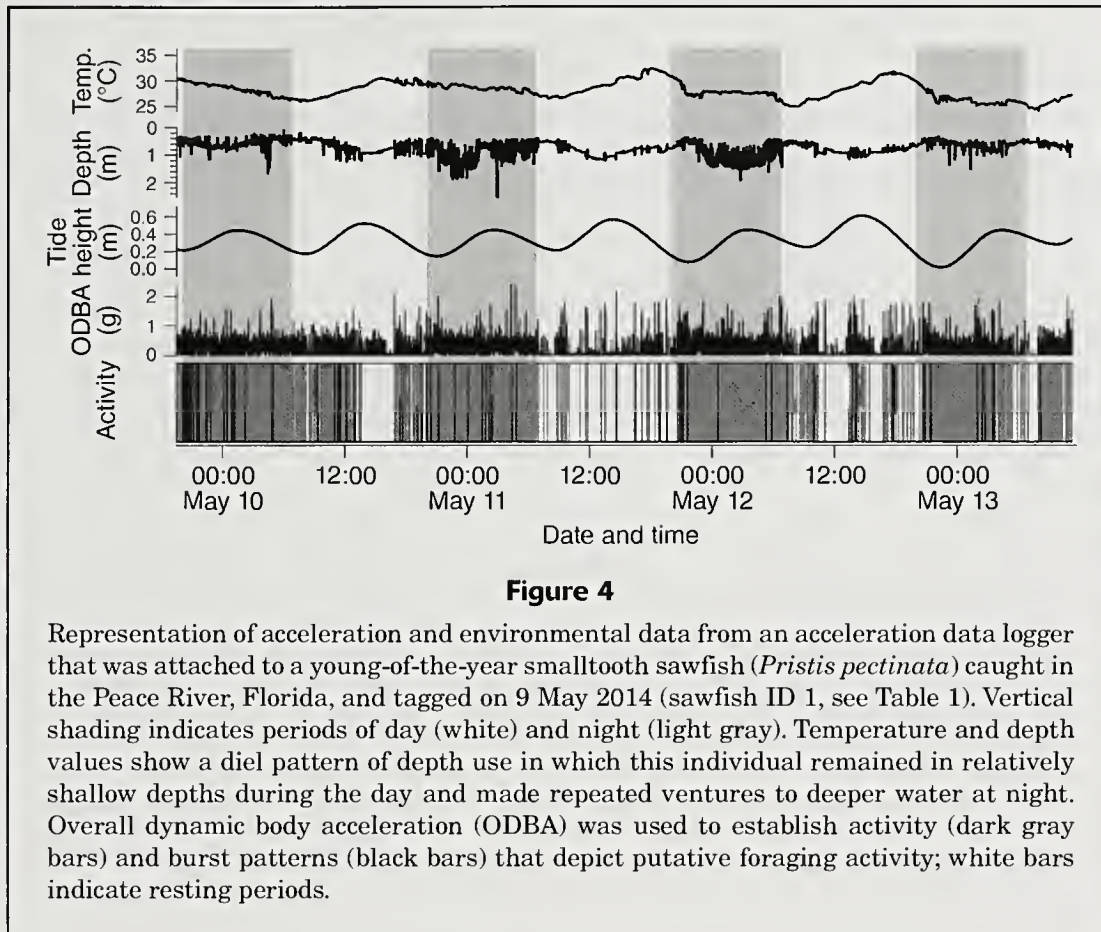 Temp.
(°C)
35
30
25
Depth
(m)
0
1
2
Tide
height
(m)
0.6
0.4
0.2
0.0
ODBA
(g)
2
1
0
Activity
00:00 12:00 00:00 12:00 00:00 12:00 00:00
May 10 May 11 May 12 May 13
Date and time
Figure 4
Representation of acceleration and environmental data from an acceleration data logger
that was attached to a young-of-the-year smalltooth sawfish (Pristis pectinata) caught in
the Peace River, Florida, and tagged on 9 May 2014 (sawfish ID 1, see Table 1). Vertical
shading indicates periods of day (white) and night (light gray). Temperature and depth
values show a diel pattern of depth use in which this individual remained in relatively
shallow depths during the day and made repeated ventures to deeper water at night.
Overall dynamic body acceleration (ODBA) was used to establish activity (dark gray
bars) and burst patterns (black bars) that depict putative foraging activity; white bars
indicate resting periods.